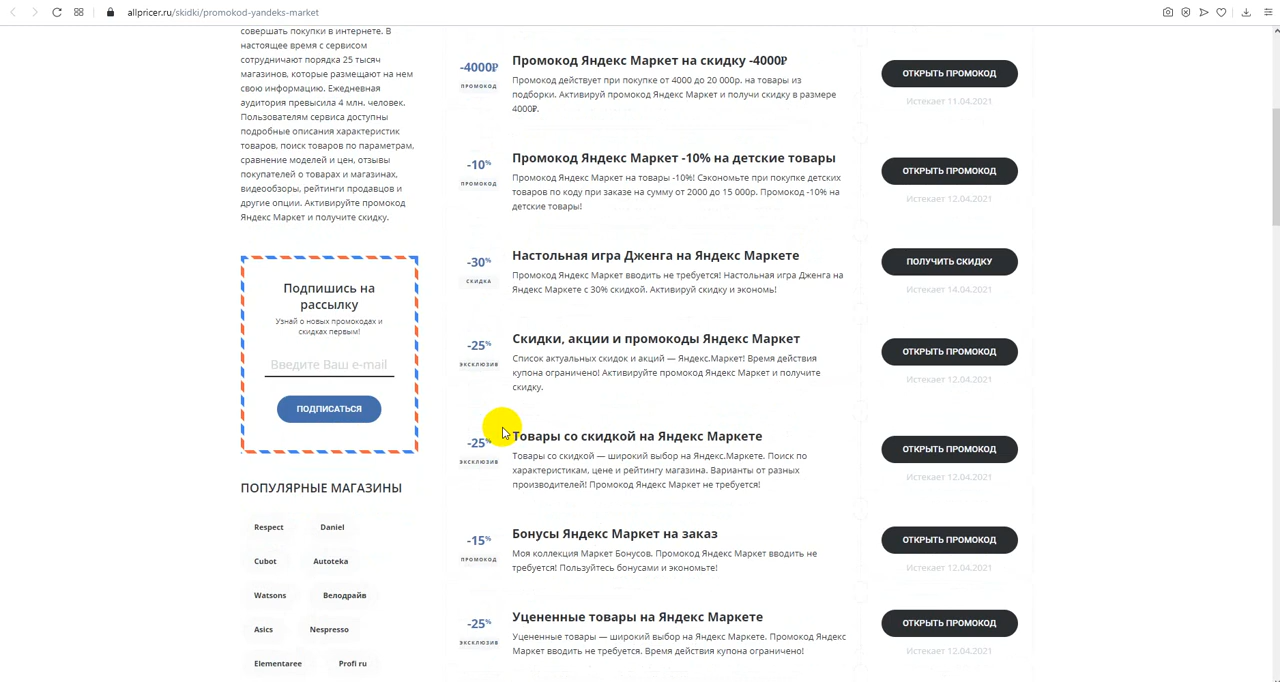 allpricer.ru/skidki/promokod-yandeks-market
совершать покупки в интернете. В
настоящее время с сервисом
сотрудничают порядка 25 тысяч
магазинов, которые размещают на нем
свою информацию. Ежедневная
аудитория превысила 4 млн. человек.
Пользователям сервиса доступны
подробные описания характеристик
товаров, поиск товаров по параметрам,
сравнение моделей и цен, отзывы
покупателей о товарах и магазинах,
видеообзоры, рейтинги продавцов и
другие опции. Активируйте промокод
Яндекс Маркет и получите скидку.
Подпишись на
рассылку
Узнай о новых промокодах и
скидках первым!
Введите Ваш e-mail
ПОДПИСАТЬСЯ
ПОПУЛЯРНЫЕ МАГАЗИНЫ
Respect Daniel
Cubot Autoteka
Watsons Велодрайв
Asics Nespresso
Elementaree Profi ru
-4000₽
ПРОМОКОД
Промокод Яндекс Маркет на скидку -4000₽
Промокод действует при покупке от 4000 до 20 000р. на товары из
подборки. Активируй промокод Яндекс Маркет и получи скидку в размере
4000₽.
ОТКРЫТЬ ПРОМОКОД
Истекает 11.04.2021
-10%
ПРОМОКОД
Промокод Яндекс Маркет -10% на детские товары
Промокод Яндекс Маркет на товары -10%! Сэкономьте при покупке детских
товаров по коду при заказе на сумму от 2000 до 15 000р. Промокод -10% на
детские товары!
ОТКРЫТЬ ПРОМОКОД
Истекает 12.04.2021
-30%
СКИДКА
Настольная игра Дженга на Яндекс Маркете
Промокод Яндекс Маркет вводить не требуется! Настольная игра Дженга на
Яндекс Маркете с 30% скидкой. Активируй скидку и экономь!
ПОЛУЧИТЬ СКИДКУ
Истекает 14.04.2021
-25%
ЭКСКЛЮЗИВ
Скидки, акции и промокоды Яндекс Маркет
Список актуальных скидок и акций — Яндекс.Маркет! Время действия
купона ограничено! Активируйте промокод Яндекс Маркет и получите
скидку.
ОТКРЫТЬ ПРОМОКОД
Истекает 12.04.2021
-25%
ЭКСКЛЮЗИВ
Товары со скидкой на Яндекс Маркете
Товары со скидкой — широкий выбор на Яндекс.Маркете. Поиск по
характеристикам, цене и рейтингу магазина. Варианты от разных
производителей! Промокод Яндекс Маркет не требуется!
ОТКРЫТЬ ПРОМОКОД
Истекает 12.04.2021
-15%
ПРОМОКОД
Бонусы Яндекс Маркет на заказ
Моя коллекция Маркет Бонусов. Промокод Яндекс Маркет вводить не
требуется! Пользуйтесь бонусами и экономьте!
ОТКРЫТЬ ПРОМОКОД
Истекает 12.04.2021
-25%
ЭКСКЛЮЗИВ
Уцененные товары на Яндекс Маркете
Уцененные товары — широкий выбор на Яндекс Маркете. Промокод Яндекс
Маркет вводить не требуется. Время действия купона ограничено!
ОТКРЫТЬ ПРОМОКОД
Истекает 12.04.2021